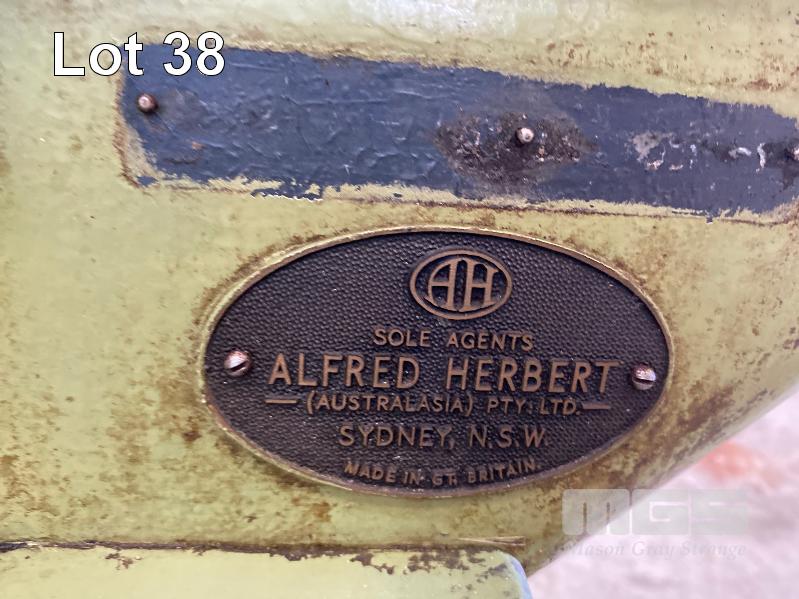 Lot 38
AH
SOLE AGENTS
ALFRED HERBERT
(AUSTRALASIA) PTY. LTD.
SYDNEY, N.S.W.
MADE IN GT. BRITAIN.
MGS
Mason Gray Strange